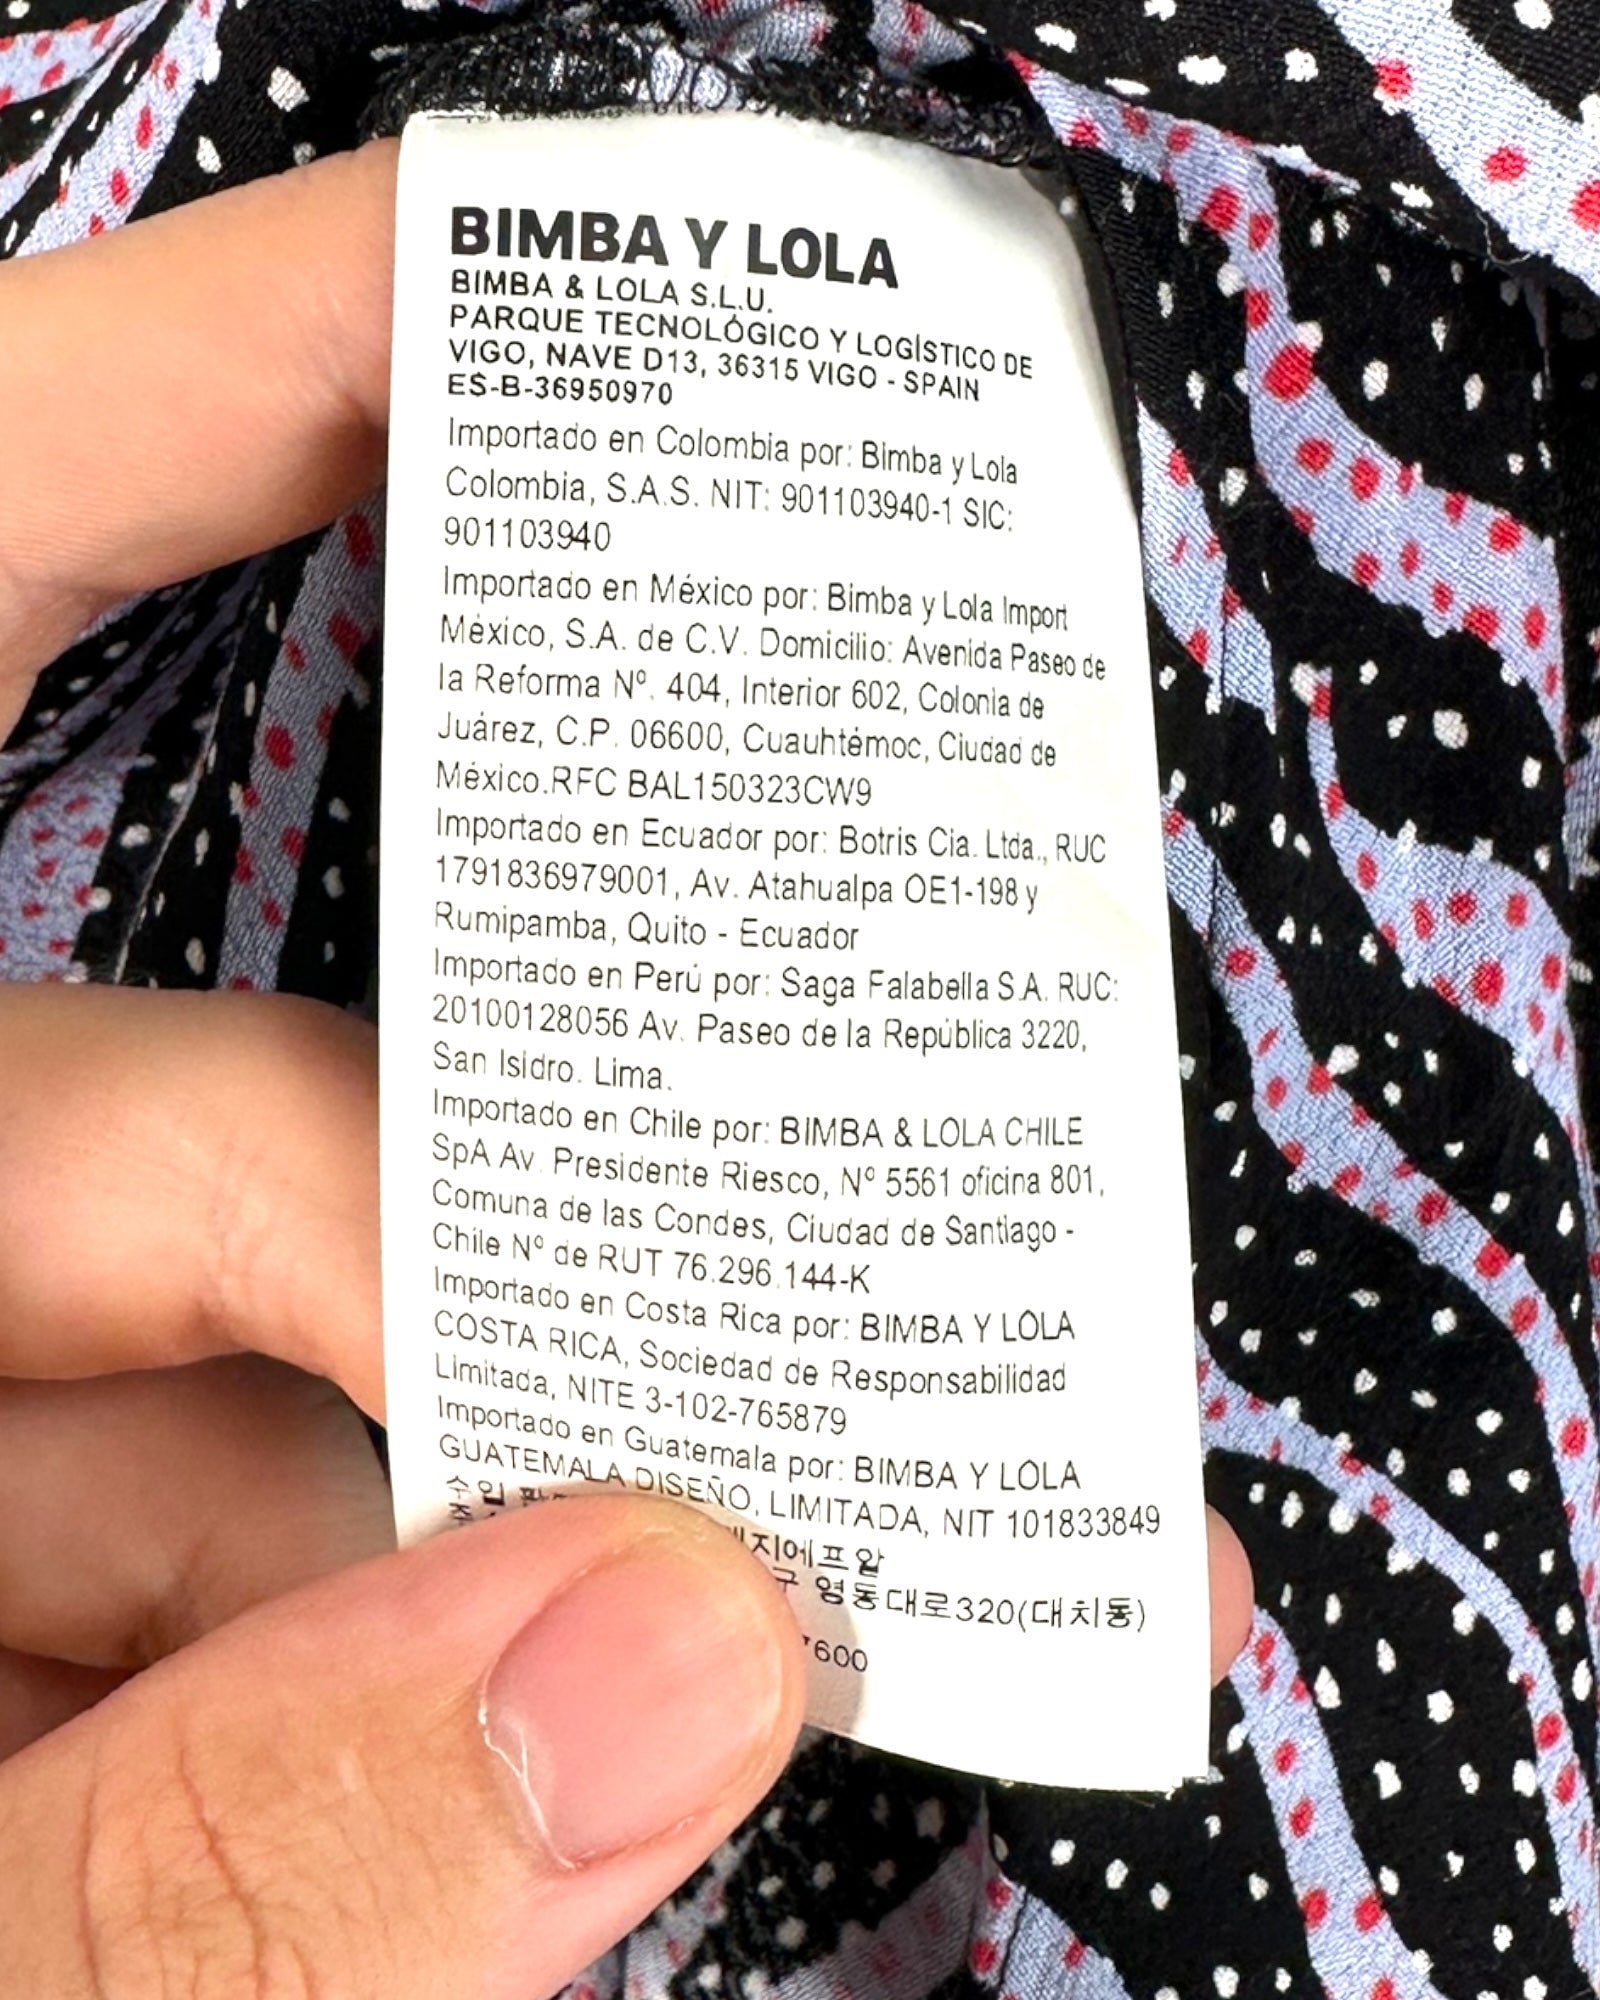 BIMBA Y LOLA
BIMBA & LOLA S.L.U.
PARQUE TECNOLÓGICO Y LOGÍSTICO DE
VIGO, NAVE D13, 36315 VIGO - SPAIN
ES-B-36950970
Importado en Colombia por: Bimba y Lola
Colombia, S.A.S. NIT: 901103940-1 SIC:
901103940
Importado en México por: Bimba y Lola Import
México, S.A. de C.V. Domicilio: Avenida Paseo de
la Reforma Nº. 404, Interior 602, Colonia de
Juárez, C.P. 06600, Cuauhtémoc, Ciudad de
México.RFC BAL150323CW9
Importado en Ecuador por: Botris Cia. Ltda., RUC
1791836979001, Av. Atahualpa OE1-198 y
Rumipamba, Quito - Ecuador
Importado en Perú por: Saga Falabella S.A. RUC:
20100128056 Av. Paseo de la República 3220,
San Isidro. Lima.
Importado en Chile por: BIMBA & LOLA CHILE
SpA Av. Presidente Riesco, Nº 5561 oficina 801,
Comuna de las Condes, Ciudad de Santiago -
Chile Nº de RUT 76.296.144-K
Importado en Costa Rica por: BIMBA Y LOLA
COSTA RICA, Sociedad de Responsabilidad
Limitada, NITE 3-102-765879
Importado en Guatemala por: BIMBA Y LOLA
GUATEMALA DISEÑO, LIMITADA, NIT 101833849
수입 지에프알
구 영동대로320(대치동)
600